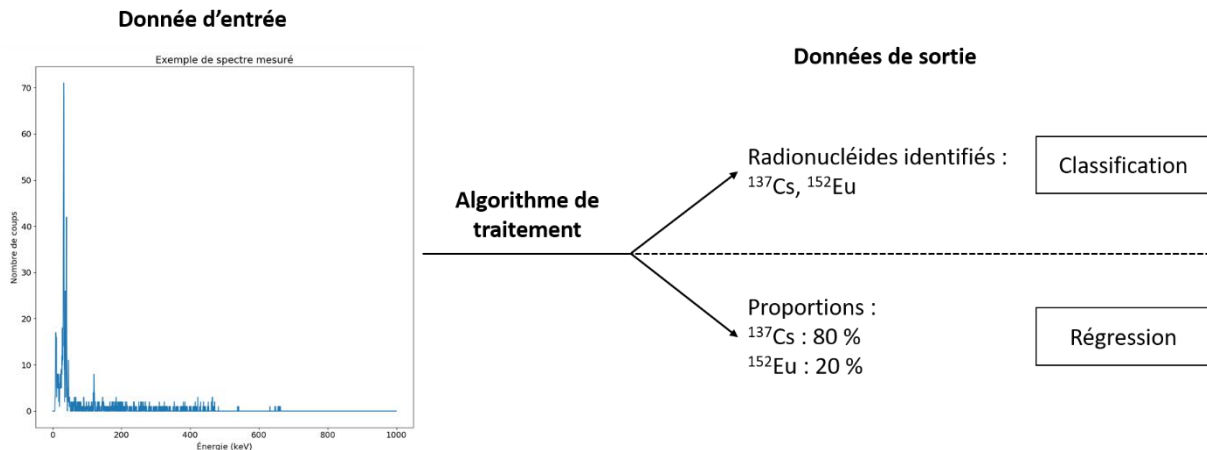 Donnée d'entrée
Exemple de spectre mesuré
Nombre de coups
70
60
50
40
30
20
10
0
0
200
400
600
800
1000
Énergie (keV)
Algorithme de
traitement
Données de sortie
Radionucléides identifiés :
¹³⁷Cs, ¹⁵²Eu
Classification
Proportions :
¹³⁷Cs : 80 %
¹⁵²Eu : 20 %
Régression